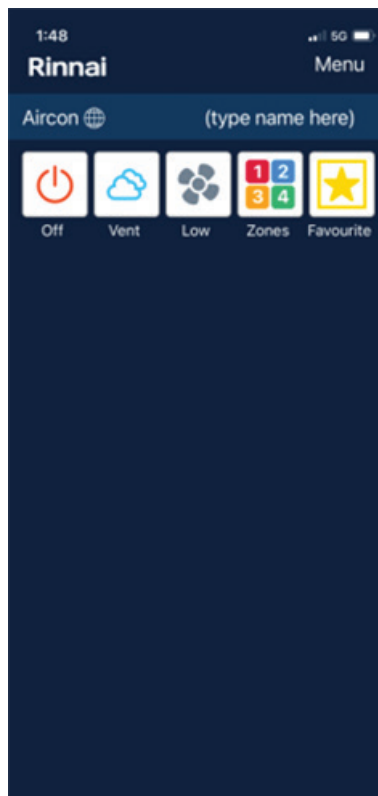 1:48 5G
Rinnai Menu
Aircon (type name here)
1 2
3 4
Off Vent Low Zones Favourite